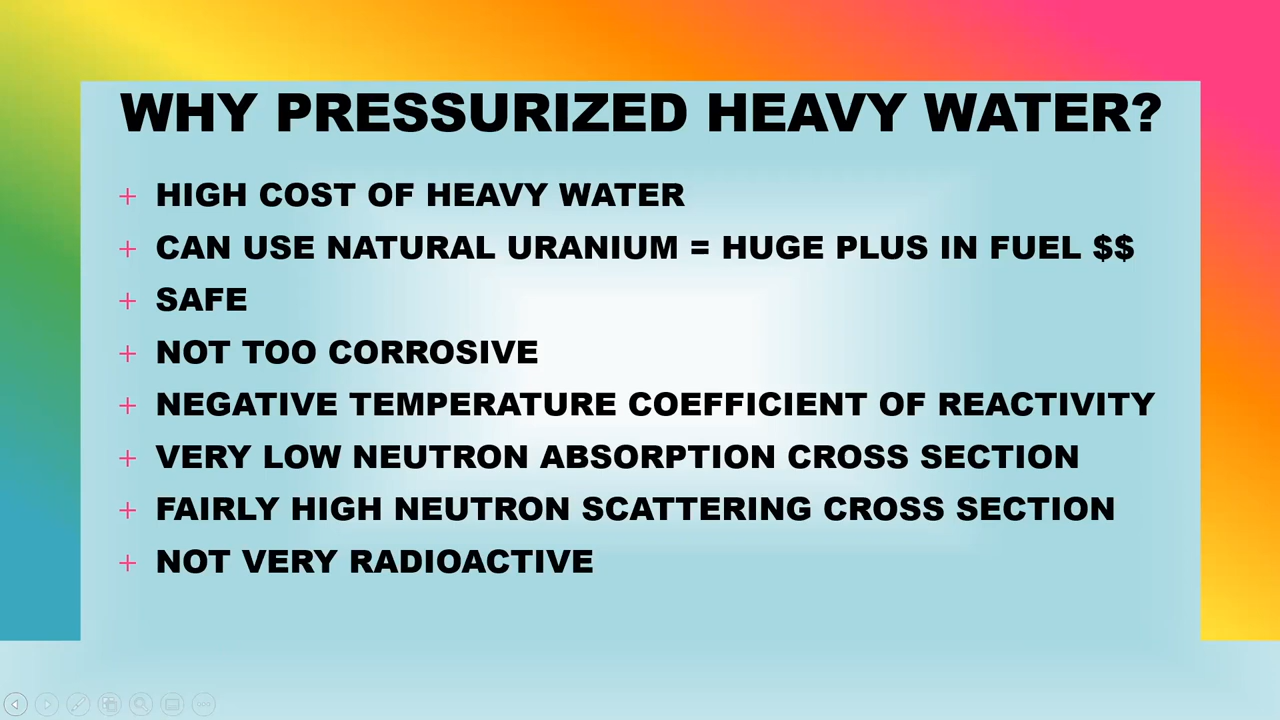 WHY PRESSURIZED HEAVY WATER?
+ HIGH COST OF HEAVY WATER
+ CAN USE NATURAL URANIUM = HUGE PLUS IN FUEL $$
+ SAFE
+ NOT TOO CORROSIVE
+ NEGATIVE TEMPERATURE COEFFICIENT OF REACTIVITY
+ VERY LOW NEUTRON ABSORPTION CROSS SECTION
+ FAIRLY HIGH NEUTRON SCATTERING CROSS SECTION
+ NOT VERY RADIOACTIVE